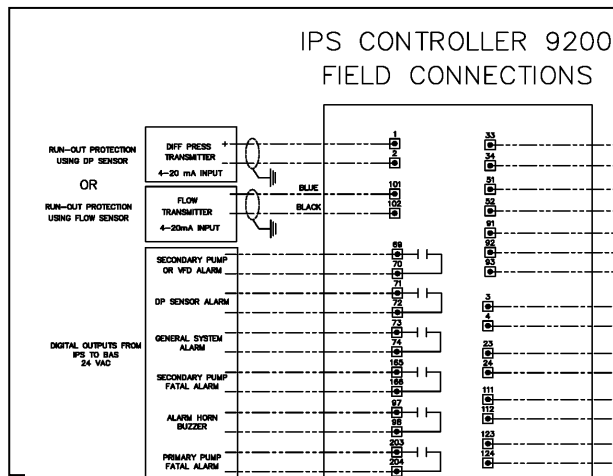 IPS CONTROLLER 9200
FIELD CONNECTIONS
RUN-OUT PROTECTION
USING DP SENSOR
OR
RUN-OUT PROTECTION
USING FLOW SENSOR
DIFF PRESS
TRANSMITTER
4-20 mA INPUT
+
-
FLOW
TRANSMITTER
4-20mA INPUT
BLUE
BLACK
1
2
101
102
DIGITAL OUTPUTS FROM
IPS TO BAS
24 VAC
SECONDARY PUMP
OR VFD ALARM
69
70
DP SENSOR ALARM
71
72
GENERAL SYSTEM
ALARM
73
74
SECONDARY PUMP
FATAL ALARM
165
166
ALARM HORN
BUZZER
97
98
PRIMARY PUMP
FATAL ALARM
203
204
33
34
51
52
91
92
93
3
4
23
24
111
112
123
124